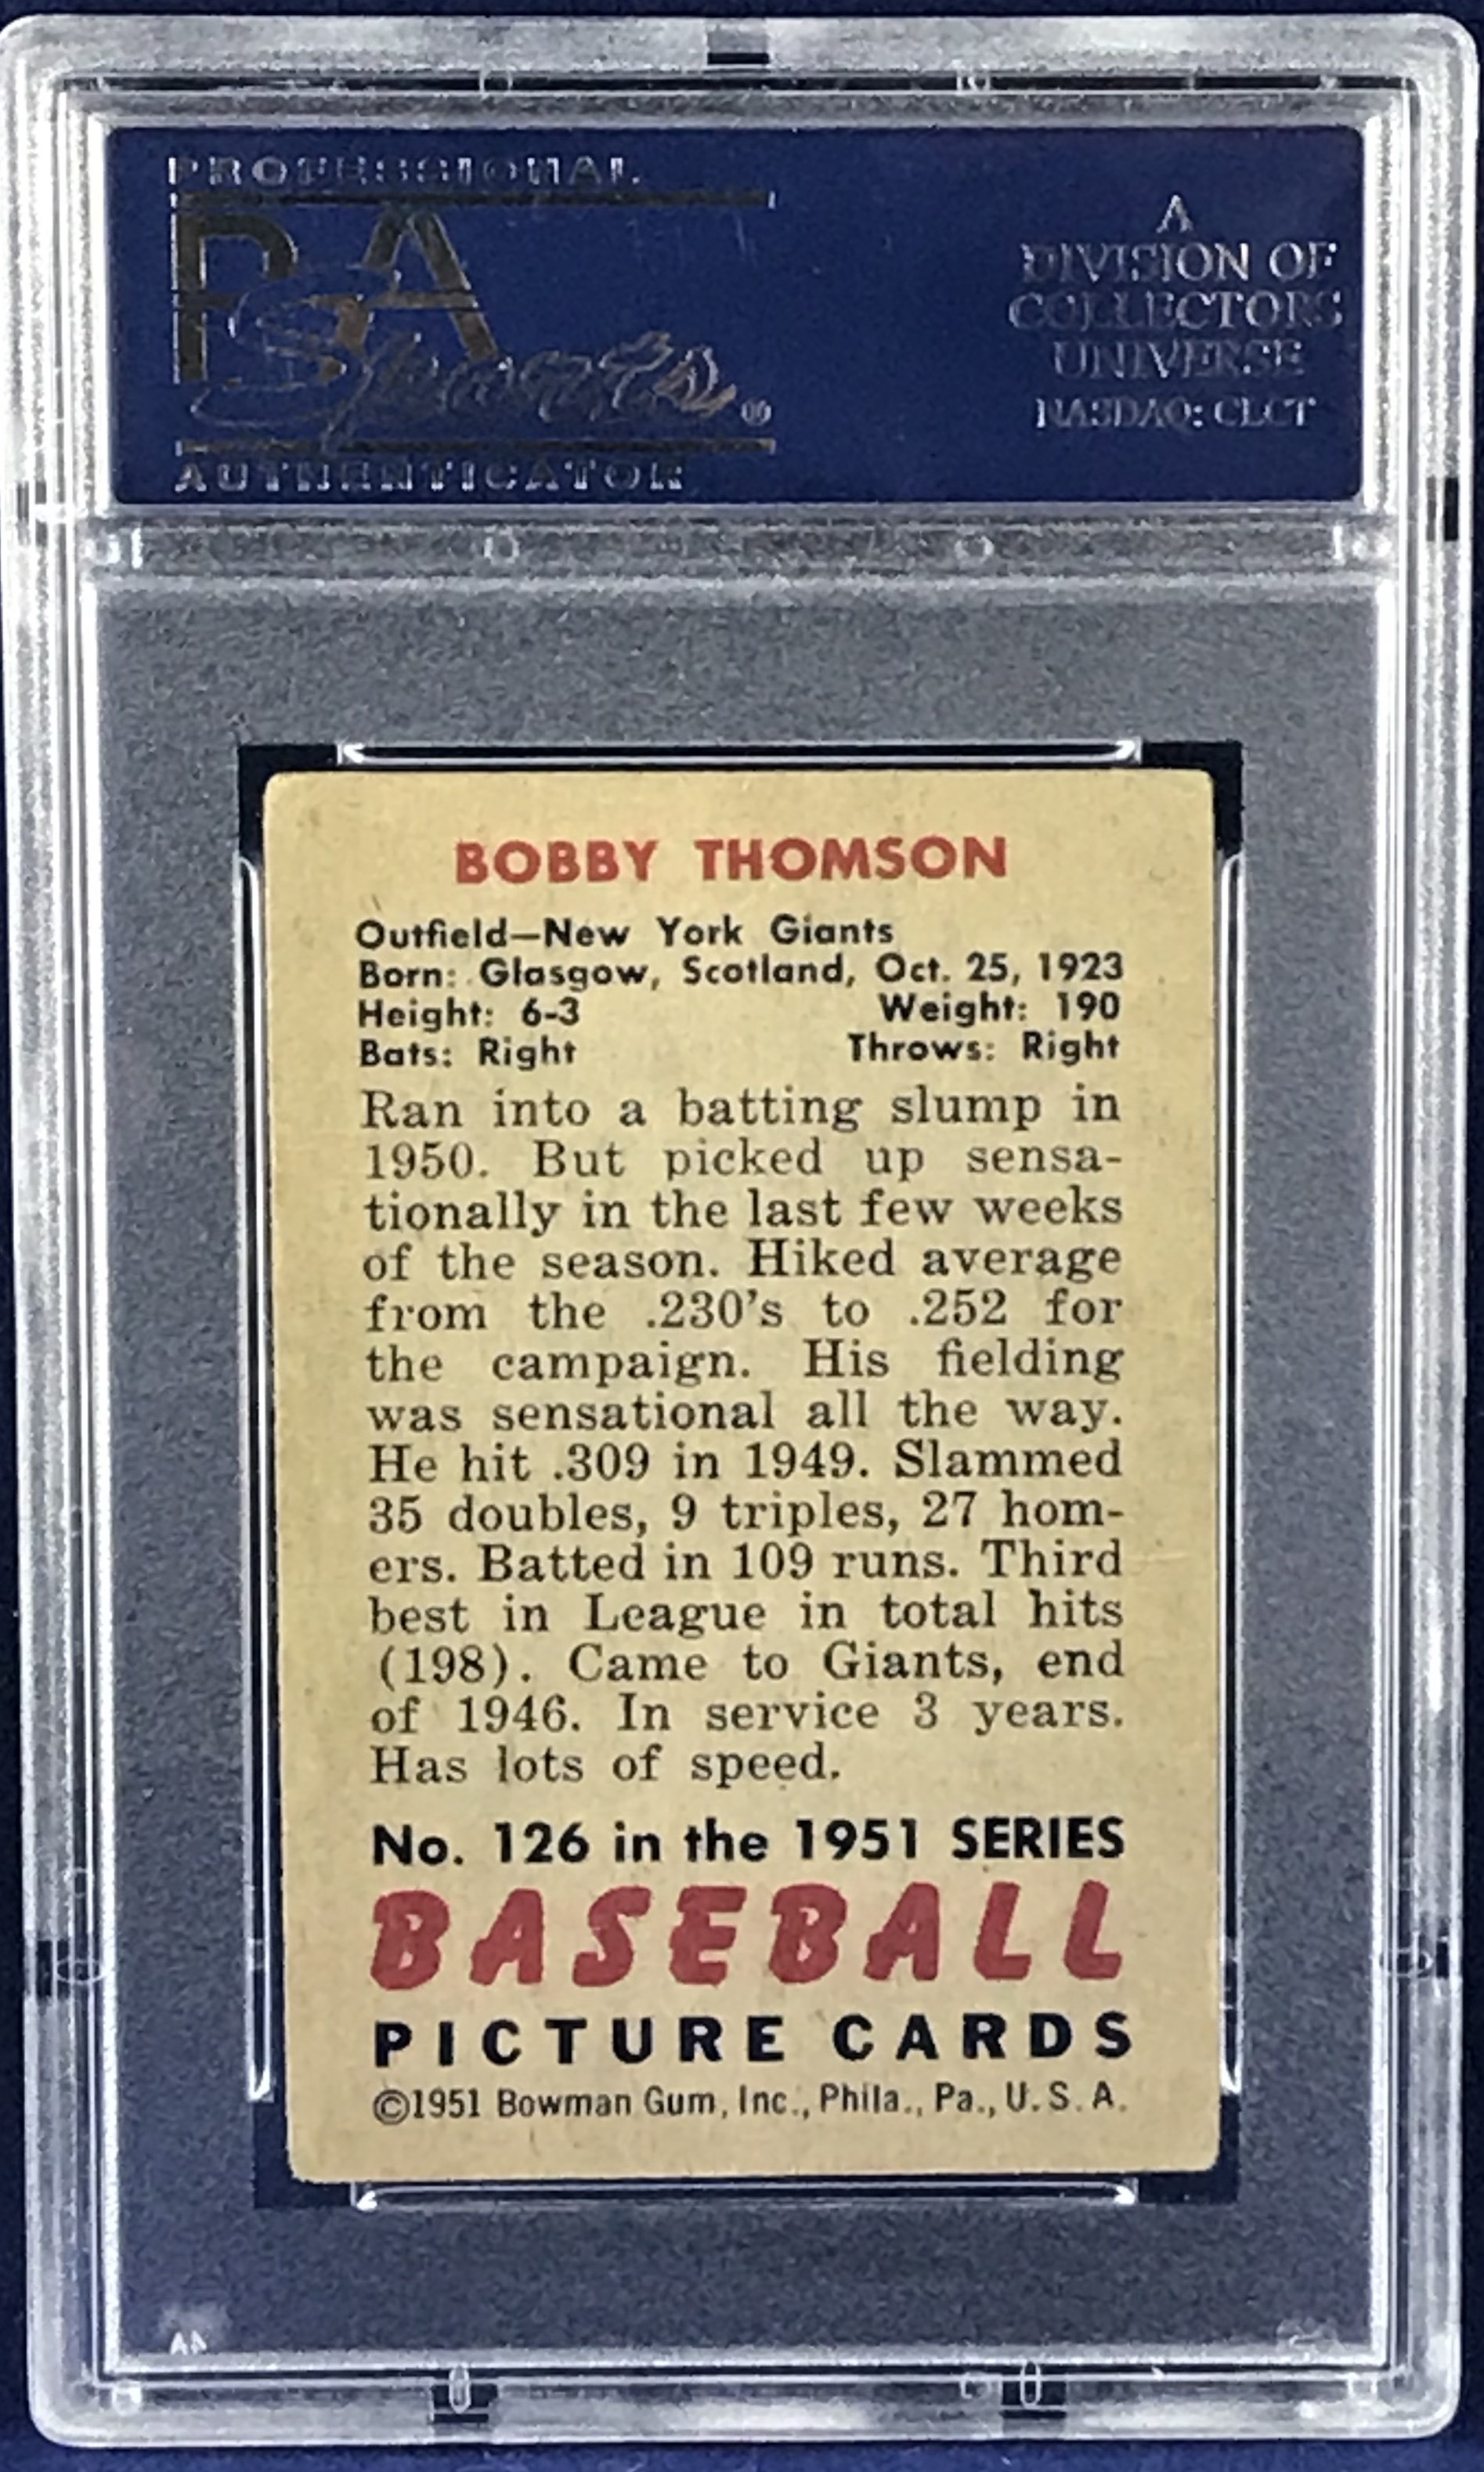 PROFESSIONAL
PSA
Sports
®
AUTHENTICATOR
A
DIVISION OF
COLLECTORS
UNIVERSE
NASDAQ: CLCT
BOBBY THOMSON
Outfield—New York Giants
Born: Glasgow, Scotland, Oct. 25, 1923
Height: 6-3 Weight: 190
Bats: Right Throws: Right
Ran into a batting slump in
1950. But picked up sensa-
tionally in the last few weeks
of the season. Hiked average
from the .230's to .252 for
the campaign. His fielding
was sensational all the way.
He hit .309 in 1949. Slammed
35 doubles, 9 triples, 27 hom-
ers. Batted in 109 runs. Third
best in League in total hits
(198). Came to Giants, end
of 1946. In service 3 years.
Has lots of speed.
No. 126 in the 1951 SERIES
BASEBALL
PICTURE CARDS
©1951 Bowman Gum, Inc., Phila., Pa., U. S. A.